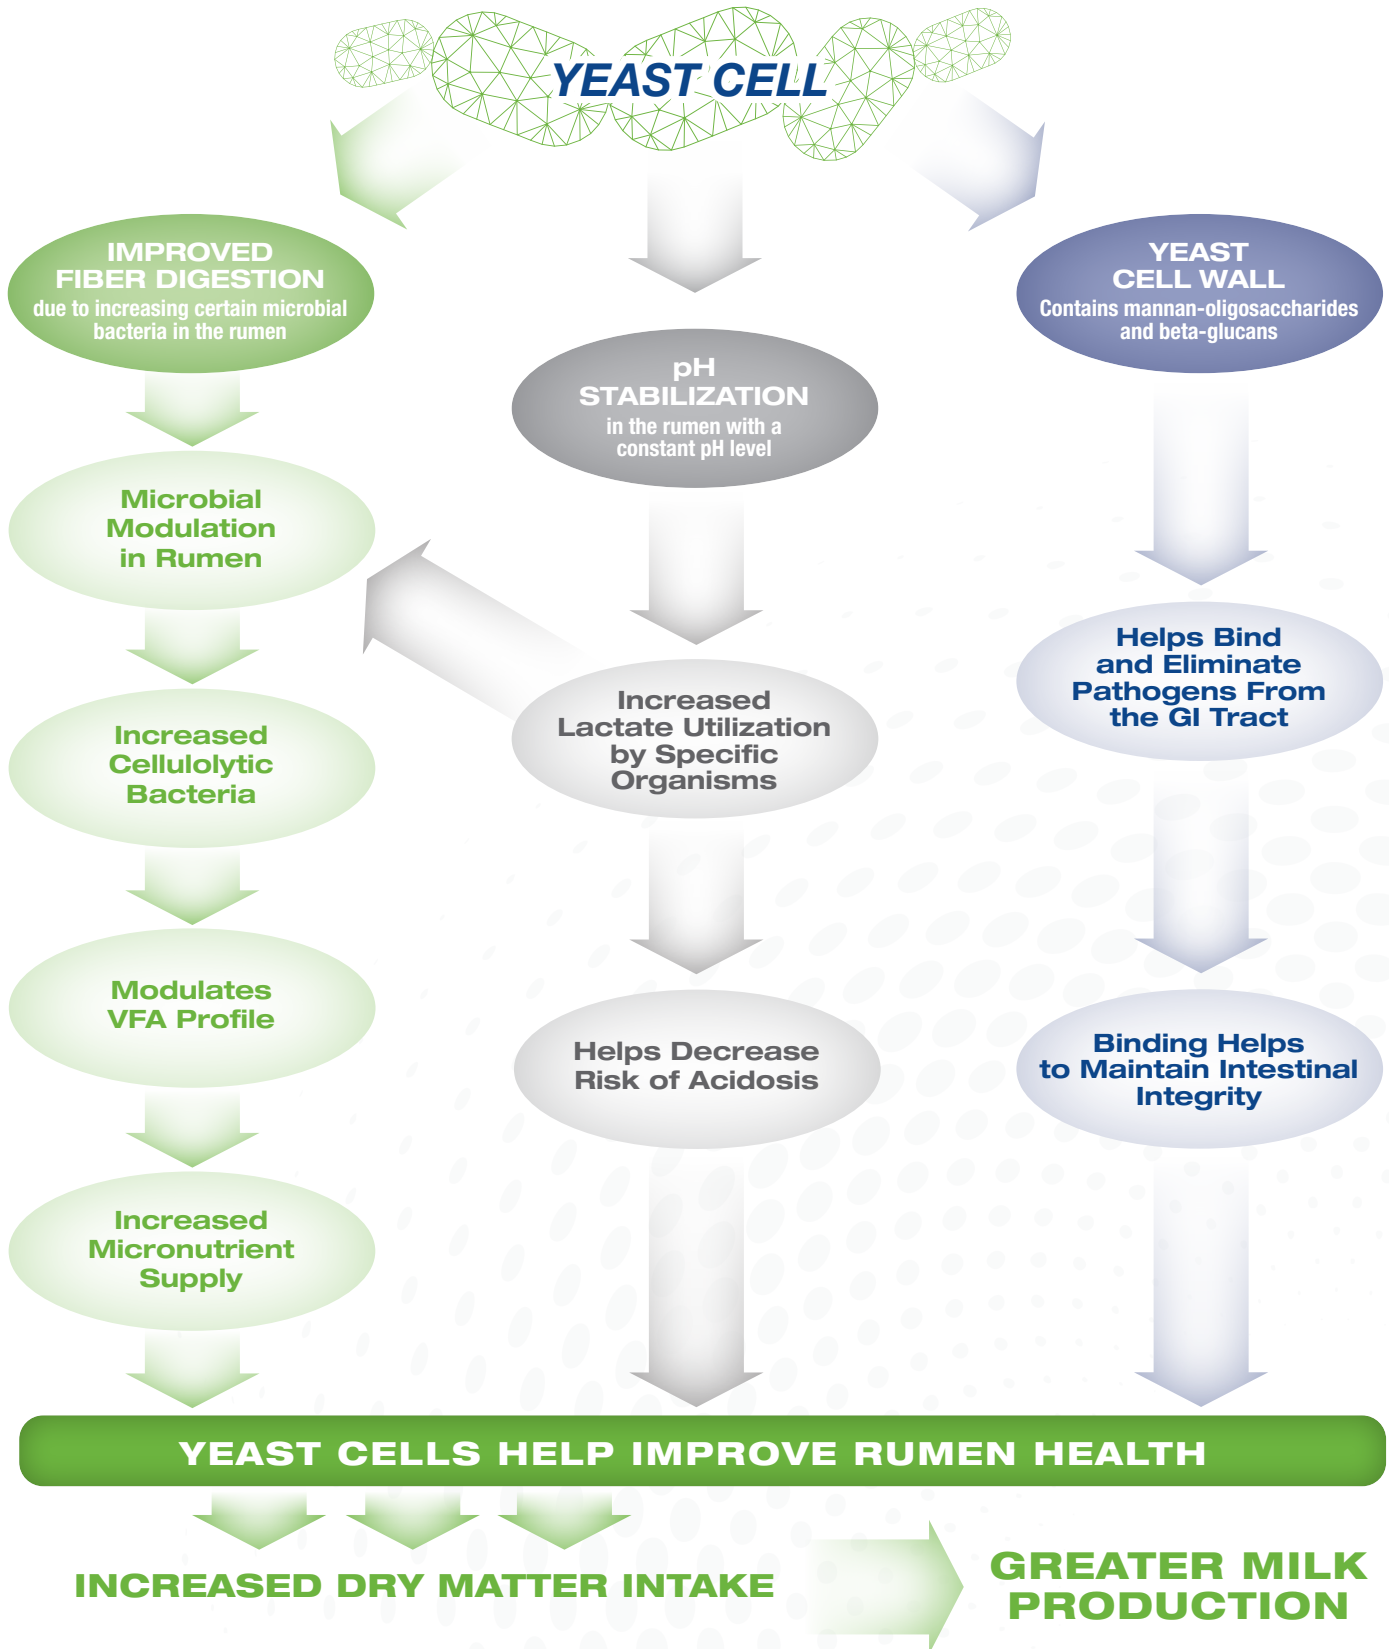 YEAST CELL
IMPROVED
FIBER DIGESTION
due to increasing certain microbial
bacteria in the rumen
Microbial
Modulation
in Rumen
Increased
Cellulolytic
Bacteria
Modulates
VFA Profile
Increased
Micronutrient
Supply
pH
STABILIZATION
in the rumen with a
constant pH level
Increased
Lactate Utilization
by Specific
Organisms
Helps Decrease
Risk of Acidosis
YEAST
CELL WALL
Contains mannan-oligosaccharides
and beta-glucans
Helps Bind
and Eliminate
Pathogens From
the GI Tract
Binding Helps
to Maintain Intestinal
Integrity
YEAST CELLS HELP IMPROVE RUMEN HEALTH
INCREASED DRY MATTER INTAKE
GREATER MILK
PRODUCTION